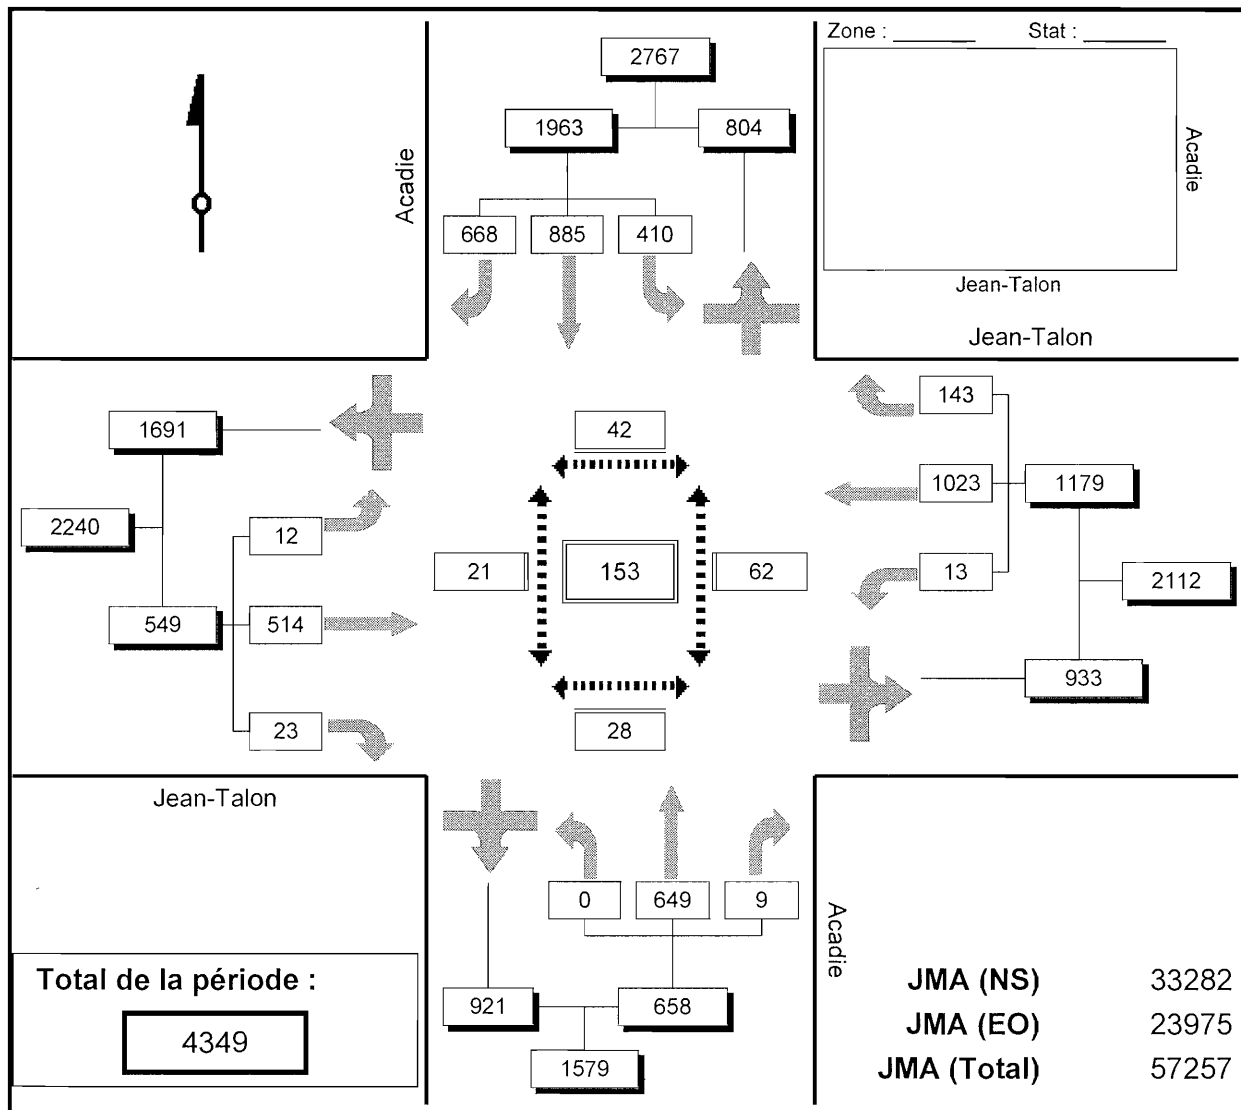 Zone : ________ Stat : ________
2767
1963 804
Acadie
Acadie
668 885 410
Jean-Talon
Jean-Talon
143
1691
42
1023 1179
2240
12
21 153 62
13
2112
549 514
933
23
28
Jean-Talon
0 649 9
Acadie
Total de la période :
4349
921 658
1579
JMA (NS) 33282
JMA (EO) 23975
JMA (Total) 57257